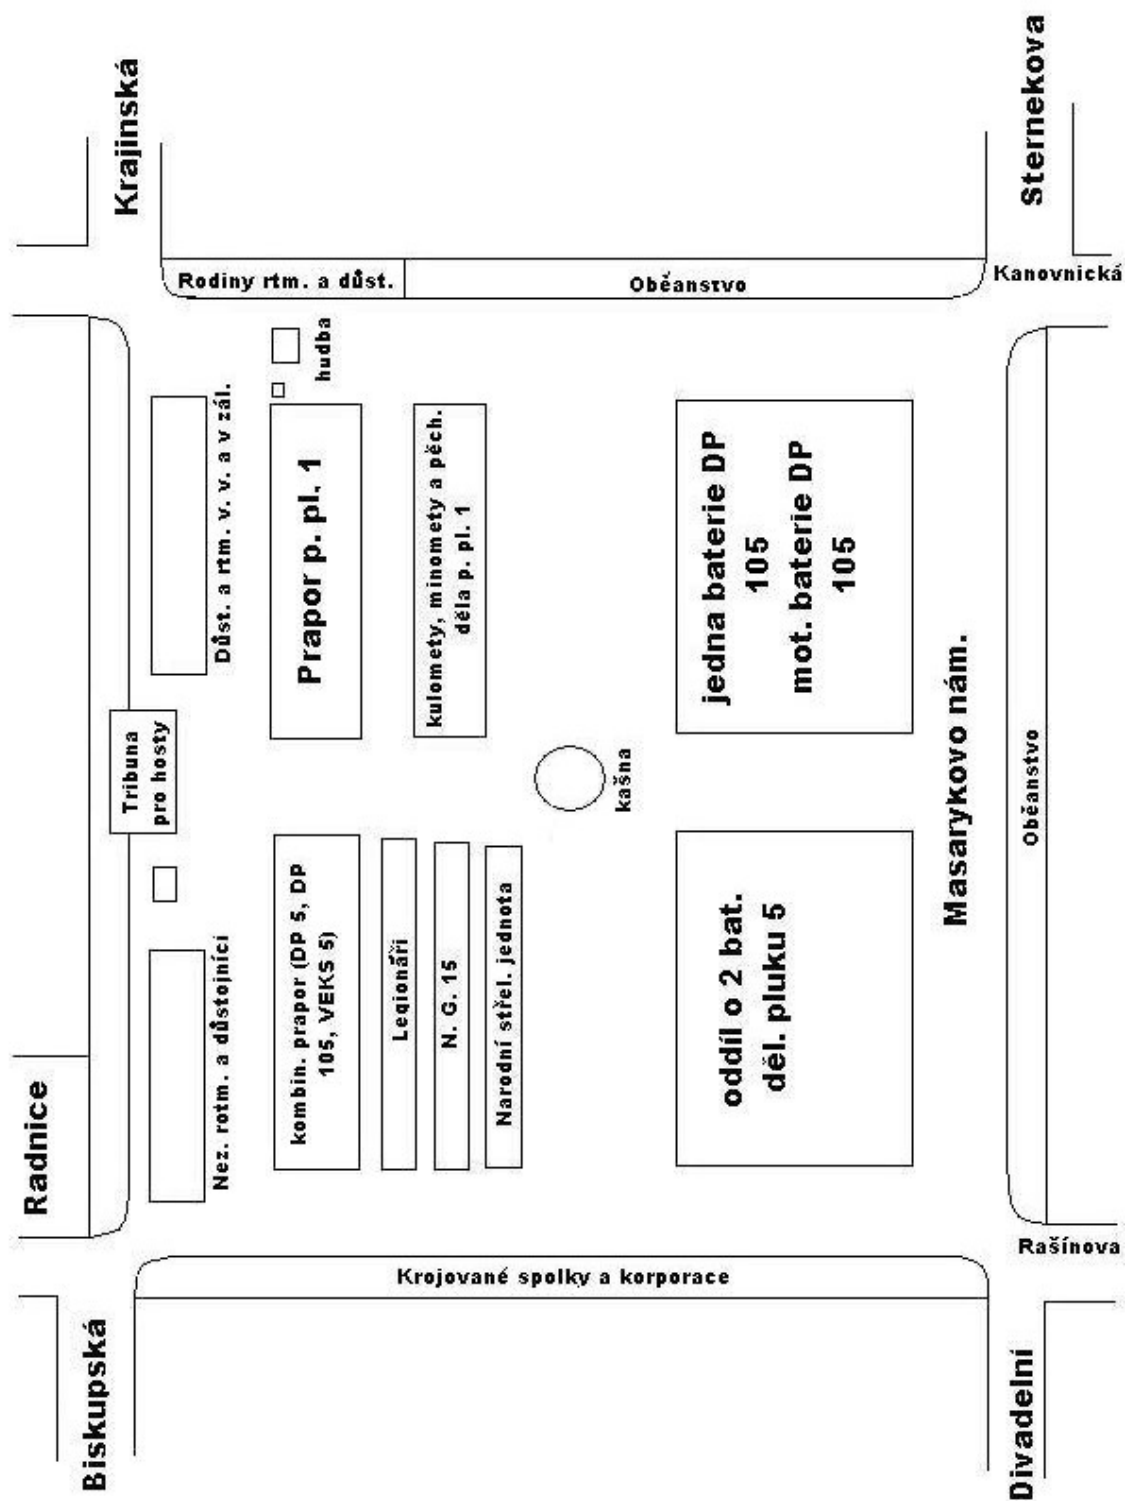 Krajinská
Sternekova
Kanovnická
Rodiny rtm. a důst.
Oběanstvo
hudba
Důst. a rtm. v. v. a v zál.
Prapor p. pl. 1
kulomety, minomety a pěch.
děla p. pl. 1
jedna baterie DP
105
mot. baterie DP
105
Tribuna
pro hosty
kašna
Masarykovo nám.
Oběanstvo
Radnice
Nez. rotm. a důstojníci
kombin. prapor (DP 5, DP
105, VEKS 5)
Legionáři
N. G. 15
Narodní střel. jednota
oddíl o 2 bat.
děl. pluku 5
Krojované spolky a korporace
Rašínova
Biskupská
Divadelní